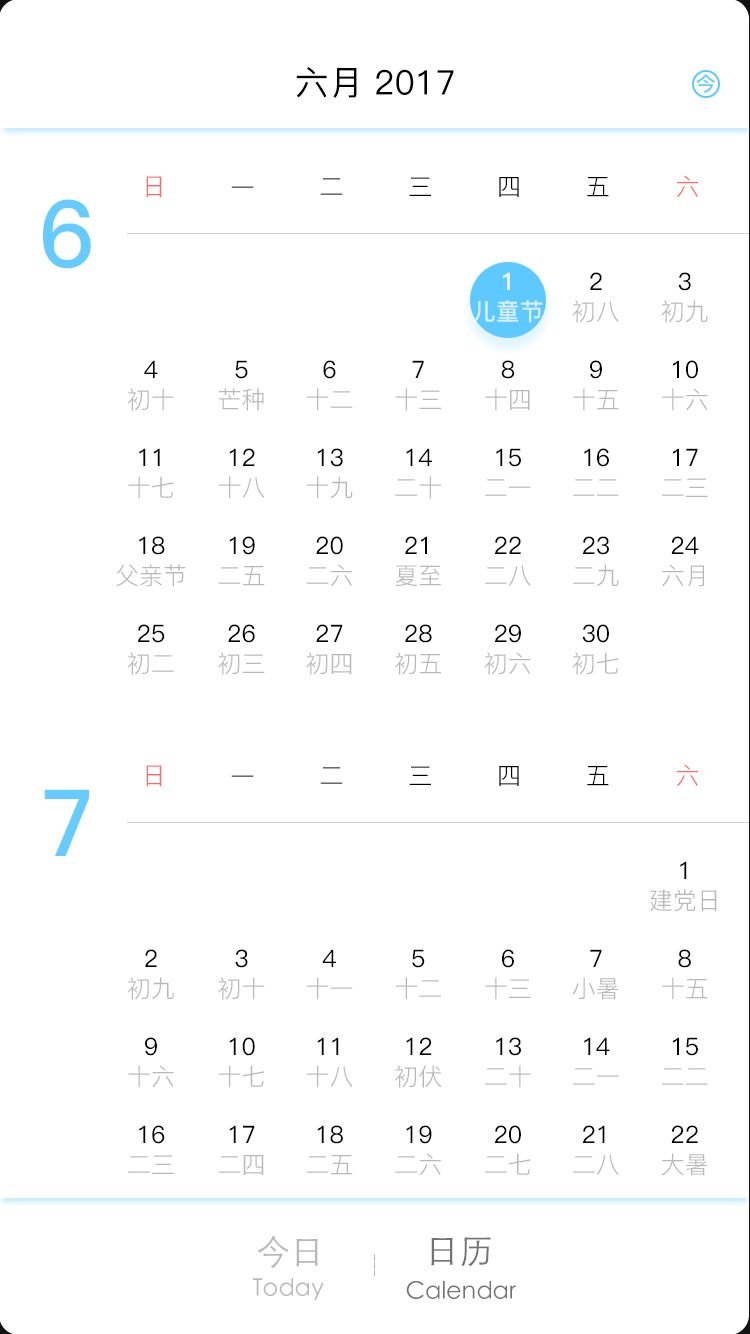 六月 2017
今
6
日 一 二 三 四 五 六
1 2 3
儿童节 初八 初九
4 5 6 7 8 9 10
初十 芒种 十二 十三 十四 十五 十六
11 12 13 14 15 16 17
十七 十八 十九 二十 二一 二二 二三
18 19 20 21 22 23 24
父亲节 二五 二六 夏至 二八 二九 六月
25 26 27 28 29 30
初二 初三 初四 初五 初六 初七
7
日 一 二 三 四 五 六
1
建党日
2 3 4 5 6 7 8
初九 初十 十一 十二 十三 小暑 十五
9 10 11 12 13 14 15
十六 十七 十八 初伏 二十 二一 二二
16 17 18 19 20 21 22
二三 二四 二五 二六 二七 二八 大暑
今日 日历
Today Calendar